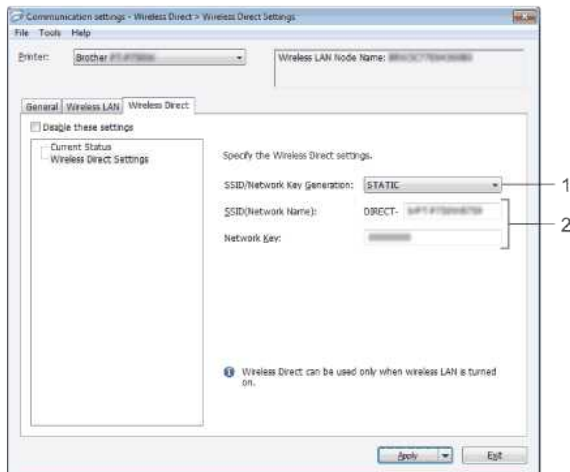 Communication settings - Wireless Direct > Wireless Direct Settings
File Tools Help
Printer: Brother Wireless LAN Node Name:
General Wireless LAN Wireless Direct
Disable these settings
Current Status
Wireless Direct Settings
Specify the Wireless Direct settings.
SSID/Network Key Generation: STATIC 1
SSID(Network Name): DIRECT-
2
Network Key:
Wireless Direct can be used only when wireless LAN is turned
on.
Apply Exit